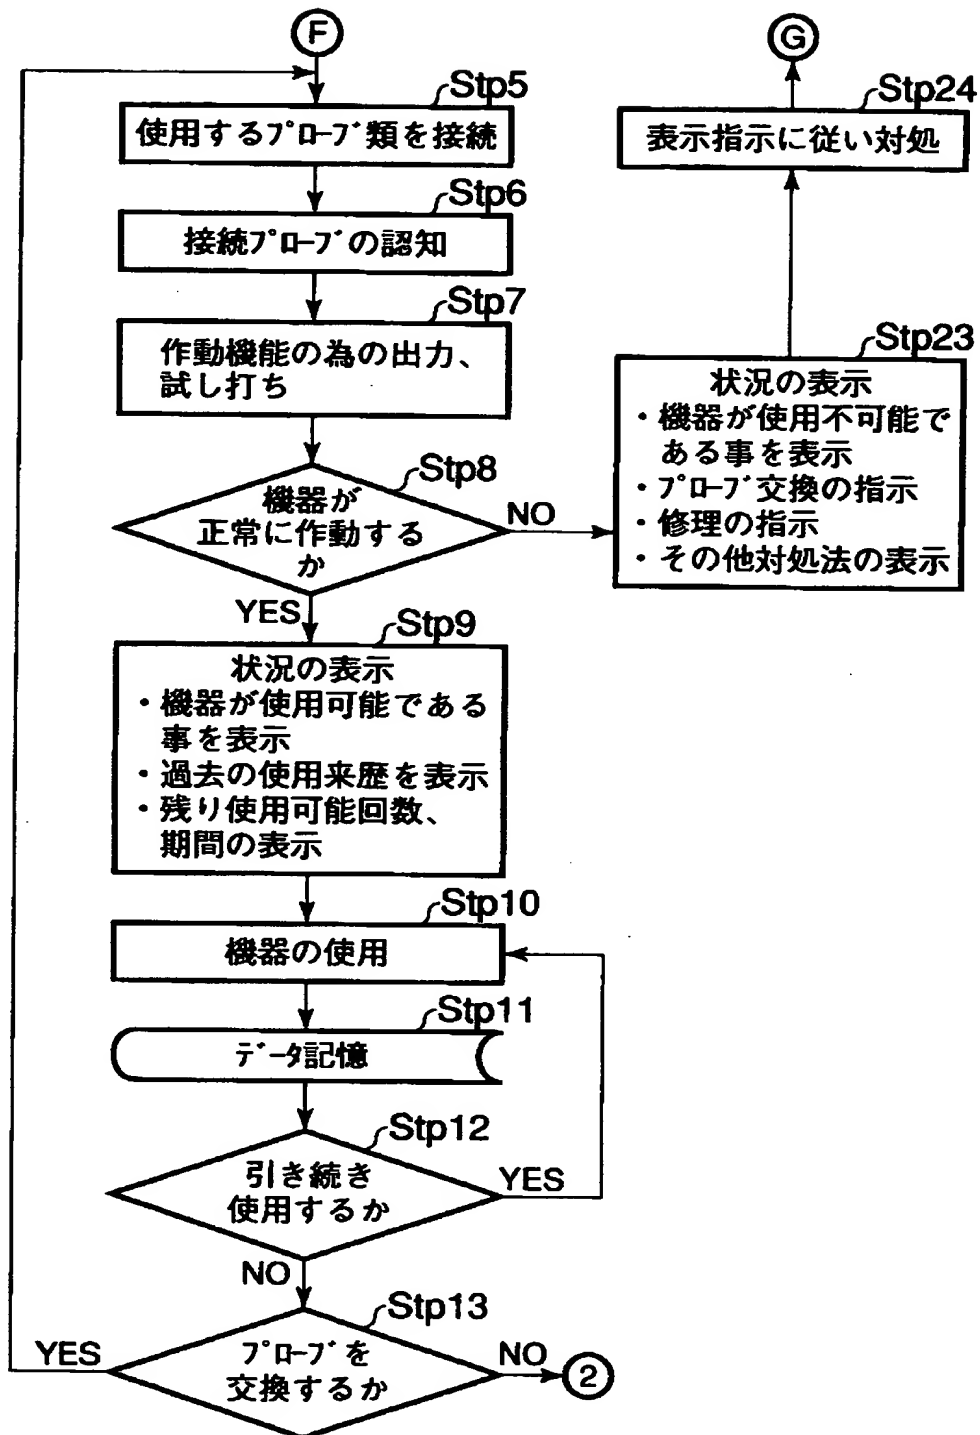 F
Stp5
使用するﾌﾟﾛｰﾌﾞ類を接続
Stp6
接続ﾌﾟﾛｰﾌﾞの認知
Stp7
作動機能の為の出力、
試し打ち
Stp8
機器が
正常に作動する
か
NO
YES
Stp9
状況の表示
・機器が使用可能である
事を表示
・過去の使用来歴を表示
・残り使用可能回数、
期間の表示
Stp10
機器の使用
Stp11
ﾃﾞｰﾀ記憶
Stp12
引き続き
使用するか
YES
NO
Stp13
ﾌﾟﾛｰﾌﾞを
交換するか
YES
NO
2
G
Stp24
表示指示に従い対処
Stp23
状況の表示
・機器が使用不可能で
ある事を表示
・ﾌﾟﾛｰﾌﾞ交換の指示
・修理の指示
・その他対処法の表示